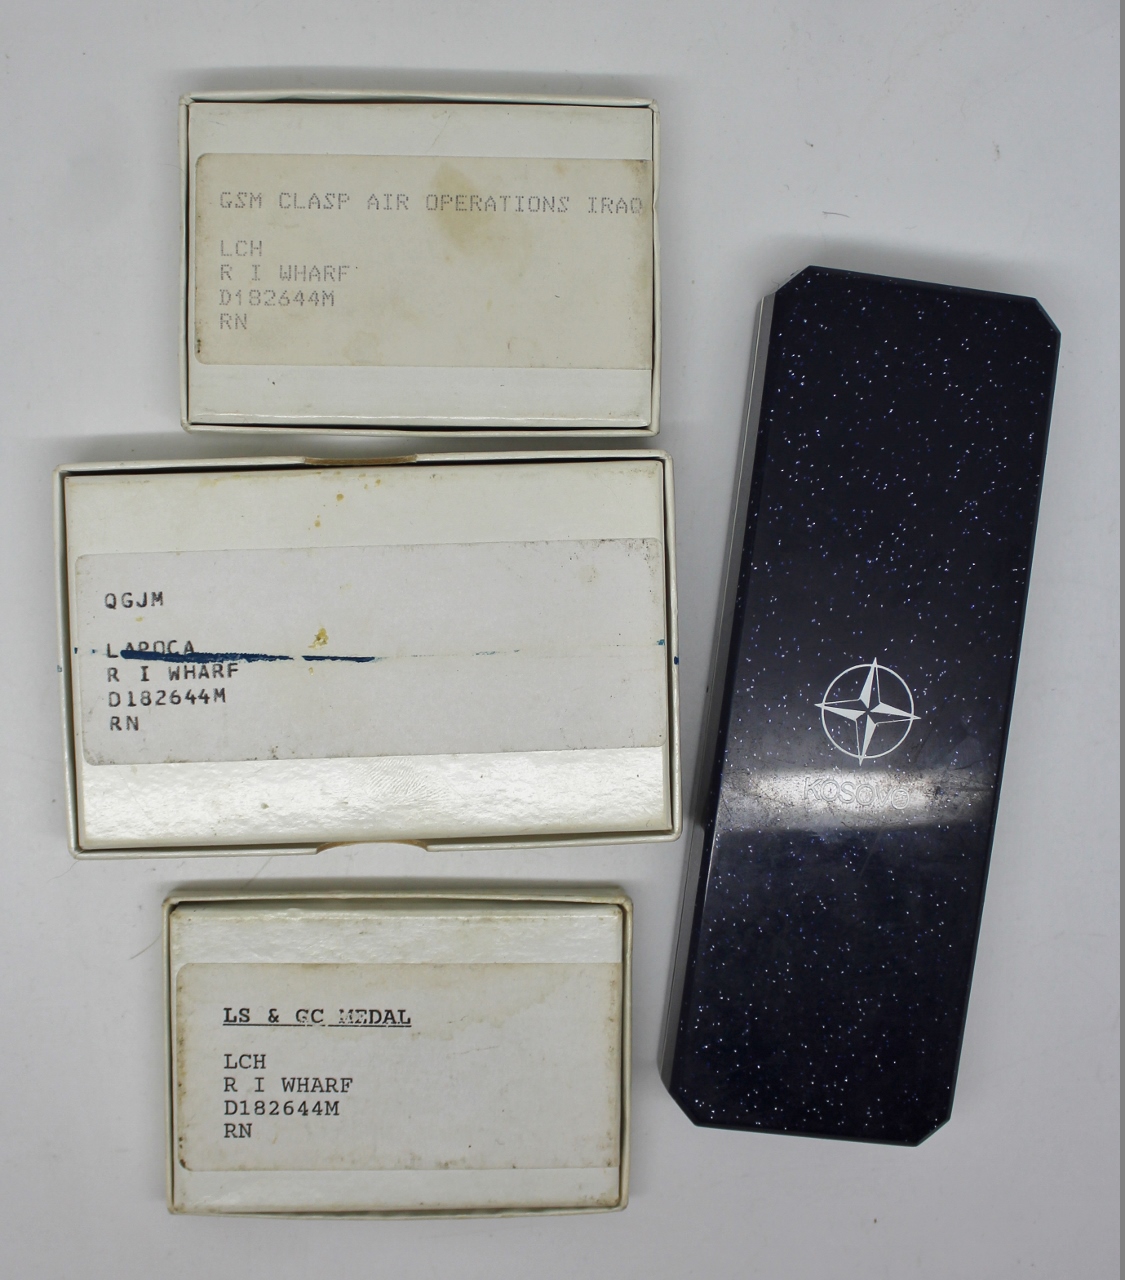 GSM CLASP AIR OPERATIONS IRAQ
LCH
R I WHARF
D182644M
RN
QGJM
LAPOCA
R I WHARF
D182644M
RN
LS & GC MEDAL
LCH
R I WHARF
D182644M
RN
Kosovo